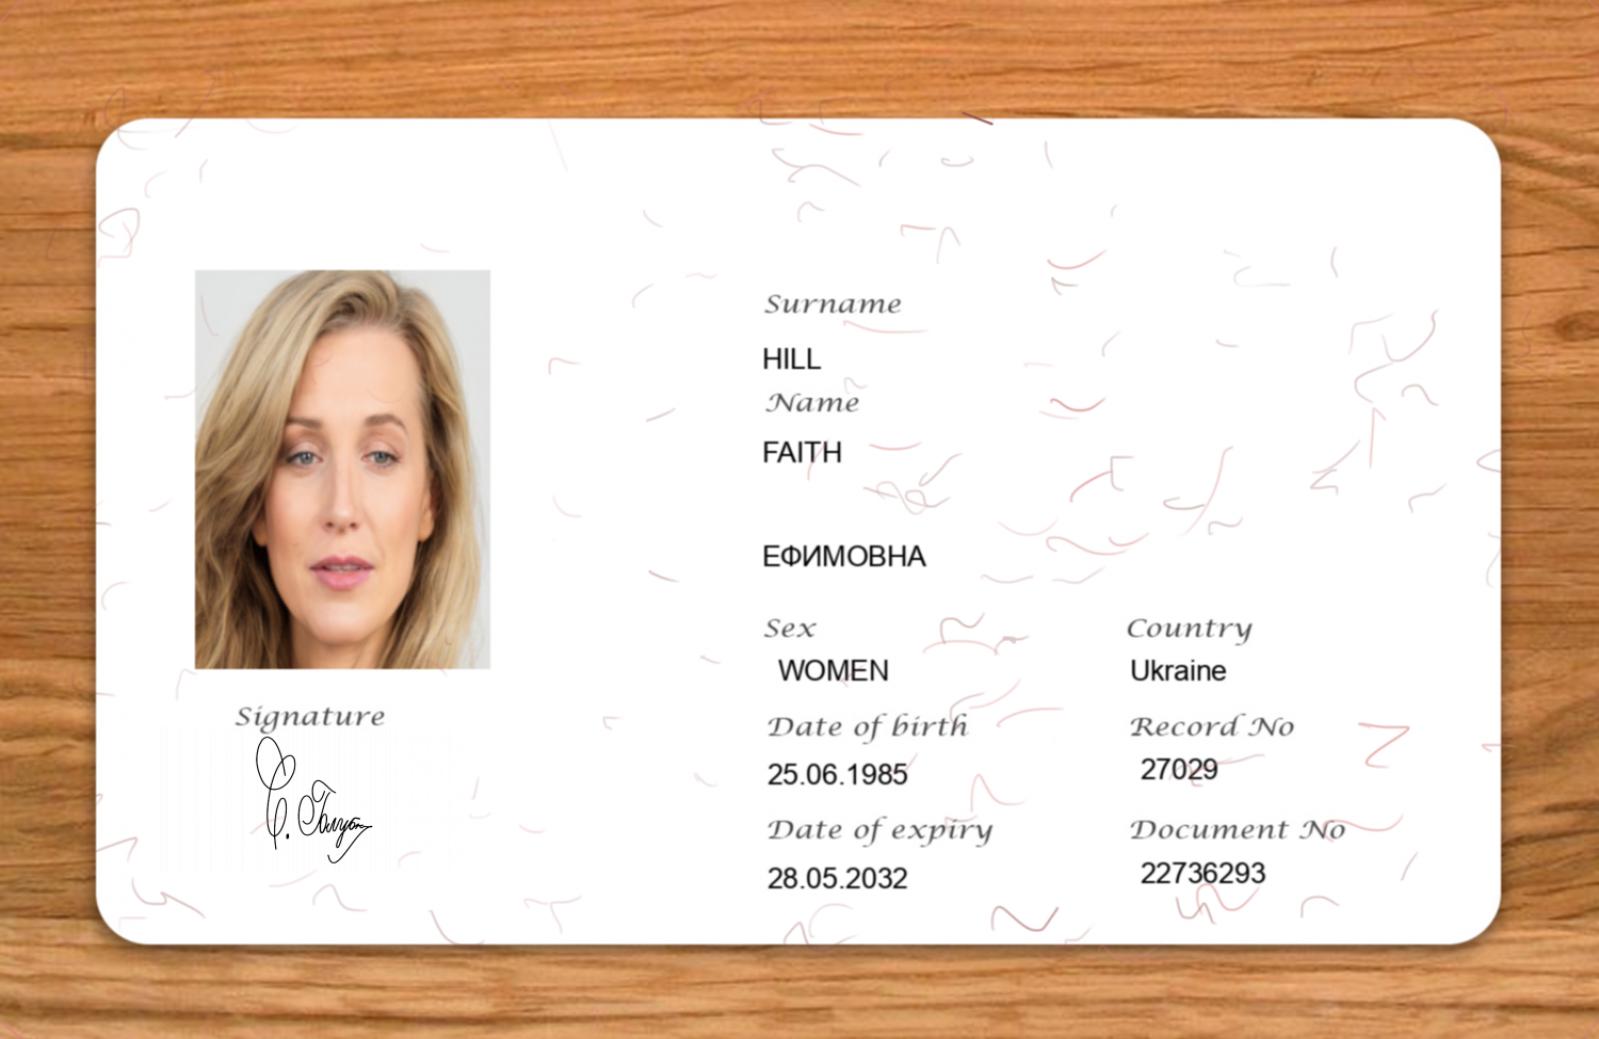 Surname
HILL
Name
FAITH
ЕФИМОВНА
Sex Country
WOMEN Ukraine
Date of birth Record No
25.06.1985 27029
Date of expiry Document No
28.05.2032 22736293
Signature